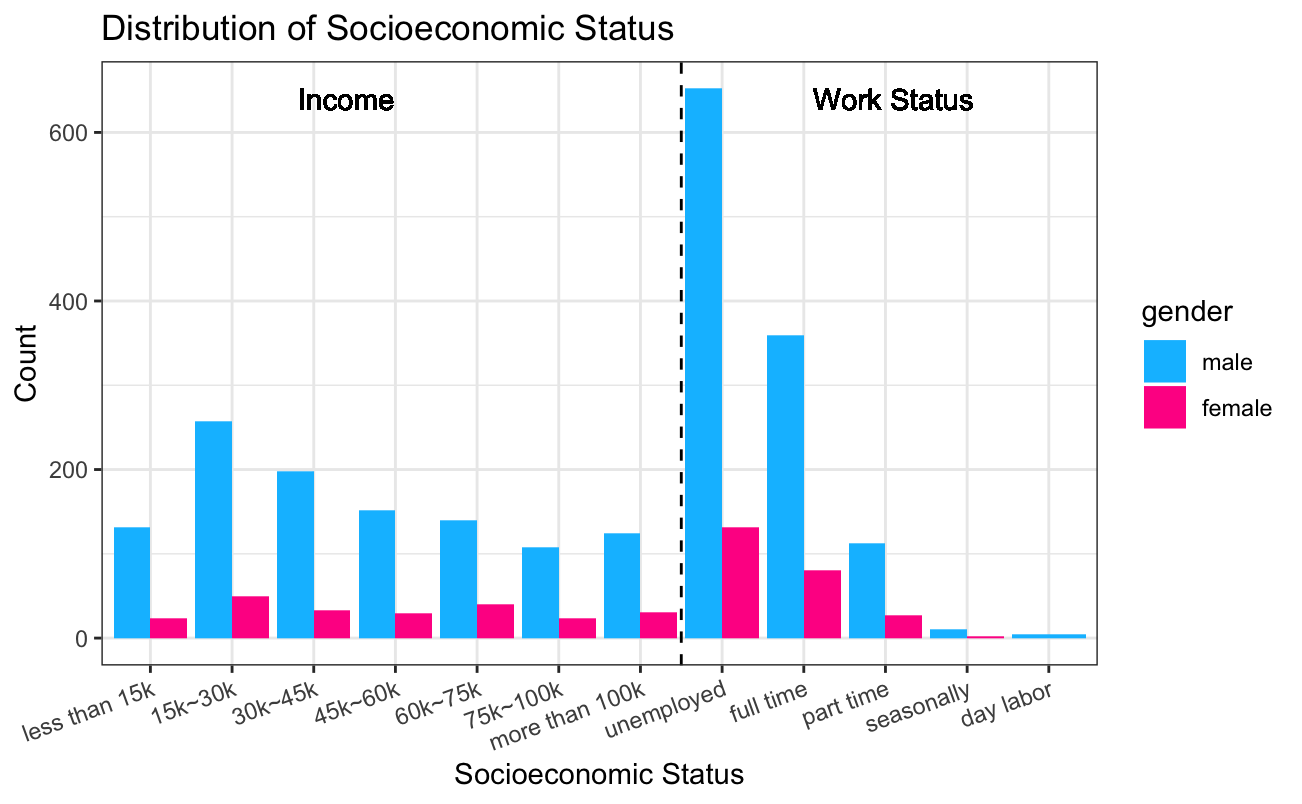 Distribution of Socioeconomic Status
Income
Work Status
600
400
200
0
Count
less than 15k
15k~30k
30k~45k
45k~60k
60k~75k
75k~100k
more than 100k
unemployed
full time
part time
seasonally
day labor
Socioeconomic Status
gender
male
female